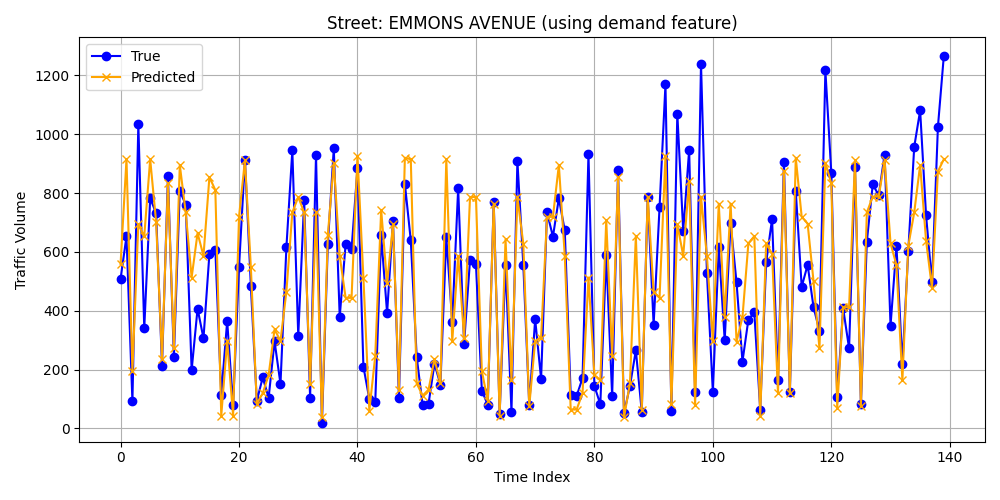 Street: EMMONS AVENUE (using demand feature)
True
Predicted
Traffic Volume
1200
1000
800
600
400
200
0
0 20 40 60 80 100 120 140
Time Index